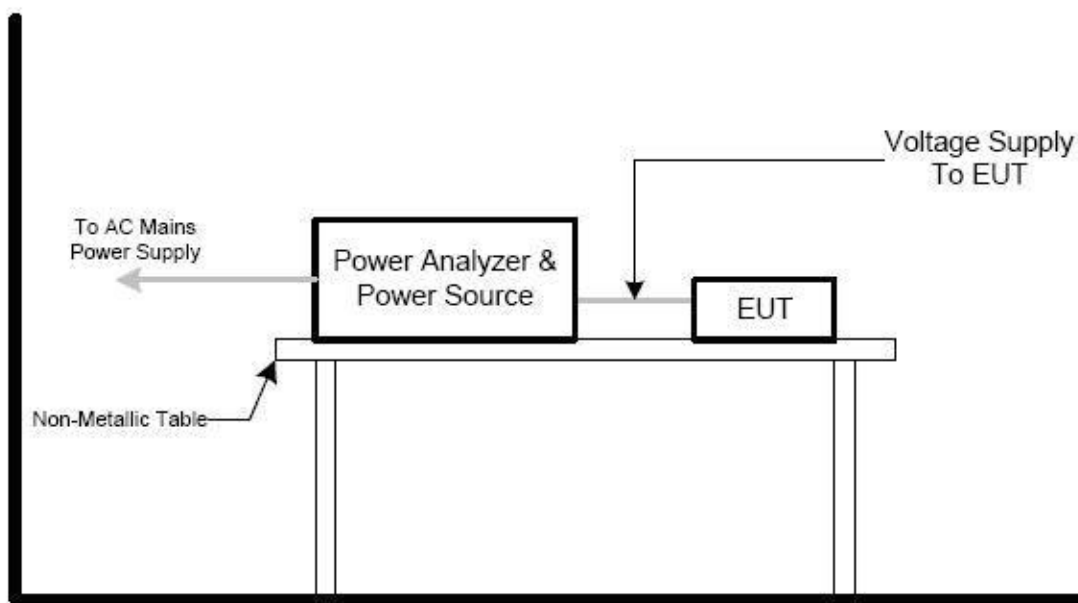 Voltage Supply
To EUT
To AC Mains
Power Supply
Power Analyzer &
Power Source
EUT
Non-Metallic Table